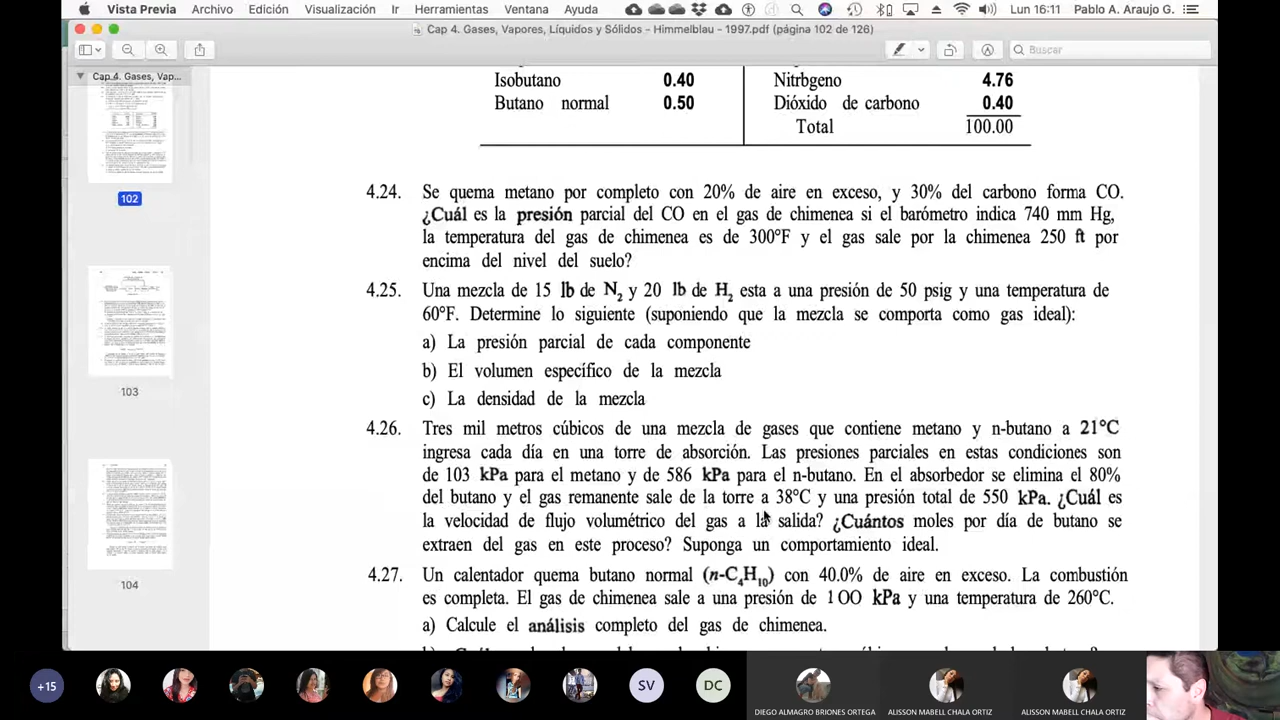 Vista Previa Archivo Edición Visualización Ir Herramientas Ventana Ayuda Lun 16:11 Pablo A. Araujo G.
Cap 4. Gases, Vapores, Líquidos y Sólidos - Himmelblau - 1997.pdf (página 102 de 126)
Buscar
Cap 4. Gases, Vap...
102
103
104
Isobutano 0.40 Nitrbgeno 4.76
Butano normal 0.50 Dióxido de carbono 0.40
Total 100.00
4.24. Se quema metano por completo con 20% de aire en exceso, y 30% del carbono forma CO.
¿Cuál es la presión parcial del CO en el gas de chimenea si el barómetro indica 740 mm Hg,
la temperatura del gas de chimenea es de 300°F y el gas sale por la chimenea 250 ft por
encima del nivel del suelo?
4.25. Una mezcla de 15 lb de N2 y 20 lb de H2 esta a una presión de 50 psig y una temperatura de
60°F. Determine lo siguiente (suponiendo que la mezcla se comporta como gas ideal):
a) La presión parcial de cada componente
b) El volumen específico de la mezcla
c) La densidad de la mezcla
4.26. Tres mil metros cúbicos de una mezcla de gases que contiene metano y n-butano a 21°C
ingresa cada día en una torre de absorción. Las presiones parciales en estas condiciones son
de 103 kPa para el metano y de 586 kPa para el n-butano. En el absorbedor se elimina el 80%
del butano y el gas remanente sale de la torre a 38°C y una presión total de 550 kPa. ¿Cuál es
la velocidad de flujo volumétrico del gas a la salida? ¿Cuántos moles por día de butano se
extraen del gas en este proceso? Suponga un comportamiento ideal.
4.27. Un calentador quema butano normal (n-C4H10) con 40.0% de aire en exceso. La combustión
es completa. El gas de chimenea sale a una presión de 1OO kPa y una temperatura de 260°C.
a) Calcule el análisis completo del gas de chimenea.
+15 SV DC
DIEGO ALMAGRO BRIONES ORTEGA ALISSON MABELL CHALA ORTIZ ALISSON MABELL CHALA ORTIZ